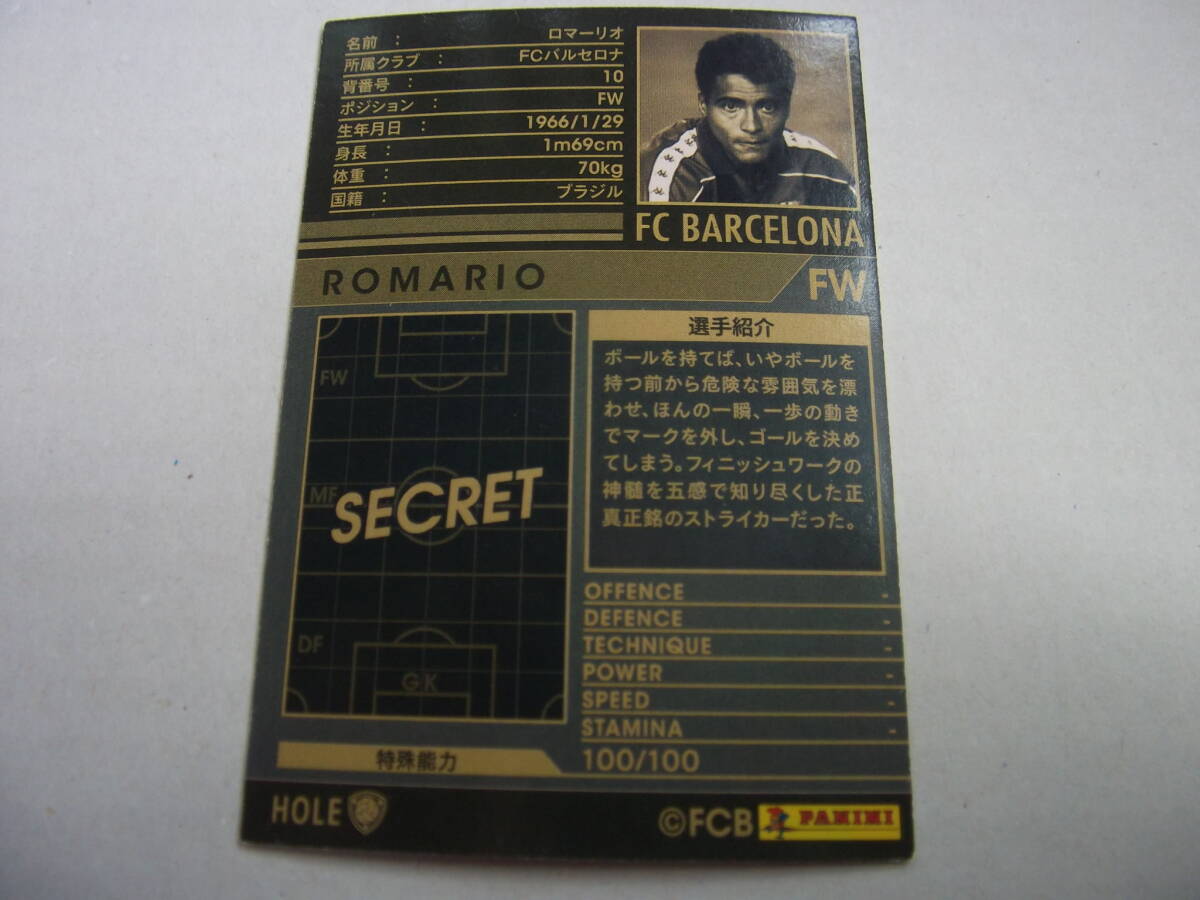 名前 : ロマーリオ
所属クラブ : FCバルセロナ
背番号 : 10
ポジション : FW
生年月日 : 1966/1/29
身長 : 1m69cm
体重 : 70kg
国籍 : ブラジル
FC BARCELONA
ROMARIO FW
FW
MF
SECRET
DF
GK
選手紹介
ボールを持てば、いやボールを
持つ前から危険な雰囲気を漂
わせ、ほんの一瞬、一歩の動き
でマークを外し、ゴールを決め
てしまう。フィニッシュワークの
神髄を五感で知り尽くした正
真正銘のストライカーだった。
OFFENCE -
DEFENCE -
TECHNIQUE -
POWER -
SPEED -
STAMINA -
特殊能力 100/100
HOLE
©FCB PANINI